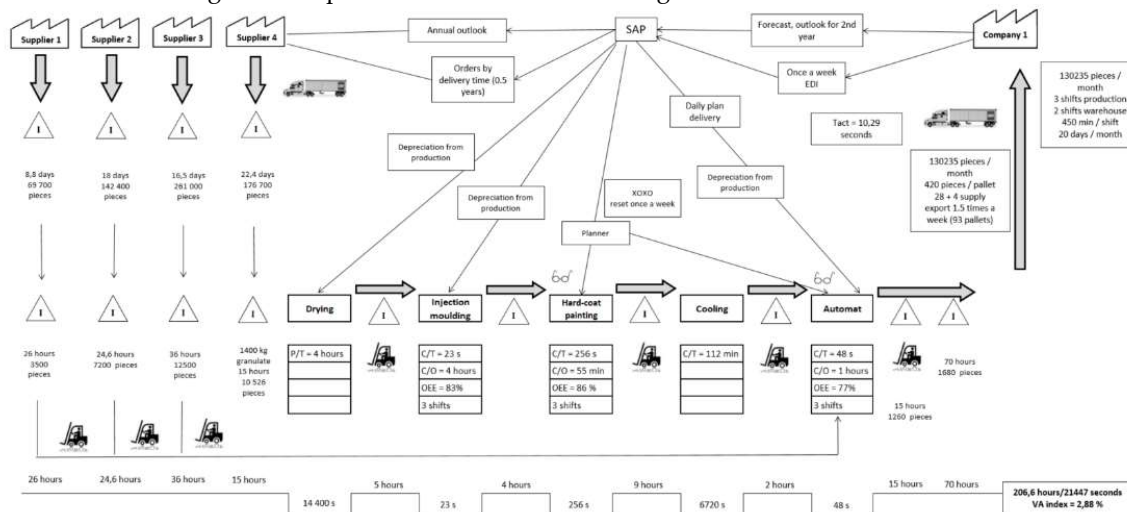 Supplier 1
Supplier 2
Supplier 3
Supplier 4
Annual outlook
SAP
Forecast, outlook for 2nd
year
Company 1
Orders by
delivery time (0.5
years)
Once a week
EDI
130235 pieces /
month
3 shifts production
2 shifts warehouse
450 min / shift
20 days / month
Daily plan
delivery
Tact = 10,29
seconds
I
I
I
I
Depreciation from
production
Depreciation from
production
XOXO
reset once a week
Depreciation from
production
130235 pieces /
month
420 pieces / pallet
28 + 4 supply
export 1.5 times a
week (93 pallets)
8,8 days
69 700
pieces
18 days
142 400
pieces
16,5 days
261 000
pieces
22,4 days
176 700
pieces
Planner
I
I
I
I
Drying
I
Injection
moulding
I
Hard-coat
painting
I
Cooling
I
Automat
I
I
26 hours
3500
pieces
24,6 hours
7200 pieces
36 hours
12500
pieces
1400 kg
granulate
15 hours
10 526
pieces
P/T = 4 hours
C/T = 23 s
C/O = 4 hours
OEE = 83%
3 shifts
C/T = 256 s
C/O = 55 min
OEE = 86 %
3 shifts
C/T = 112 min
C/T = 48 s
C/O = 1 hours
OEE = 77%
3 shifts
70 hours
1680 pieces
15 hours
1260 pieces
26 hours
24,6 hours
36 hours
15 hours
5 hours
4 hours
9 hours
2 hours
15 hours
70 hours
14 400 s
23 s
256 s
6720 s
48 s
206,6 hours/21447 seconds
VA index = 2,88 %